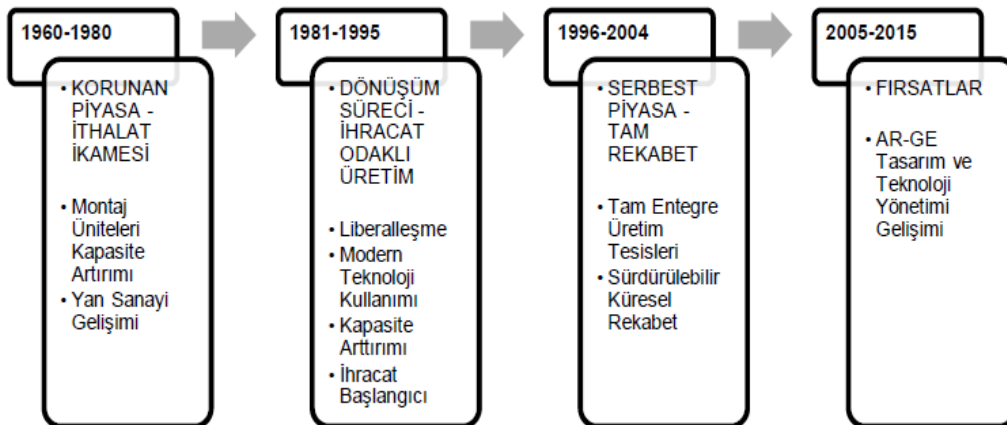 1960-1980
• KORUNAN
PİYASA -
İTHALAT
İKAMESİ
• Montaj
Üniteleri
Kapasite
Artırımı
• Yan Sanayi
Gelişimi
1981-1995
• DÖNÜŞÜM
SÜRECİ -
İHRACAT
ODAKLI
ÜRETİM
• Liberalleşme
• Modern
Teknoloji
Kullanımı
• Kapasite
Arttırımı
• İhracat
Başlangıcı
1996-2004
• SERBEST
PİYASA -
TAM
REKABET
• Tam Entegre
Üretim
Tesisleri
• Sürdürülebilir
Küresel
Rekabet
2005-2015
• FIRSATLAR
• AR-GE
Tasarım ve
Teknoloji
Yönetimi
Gelişimi